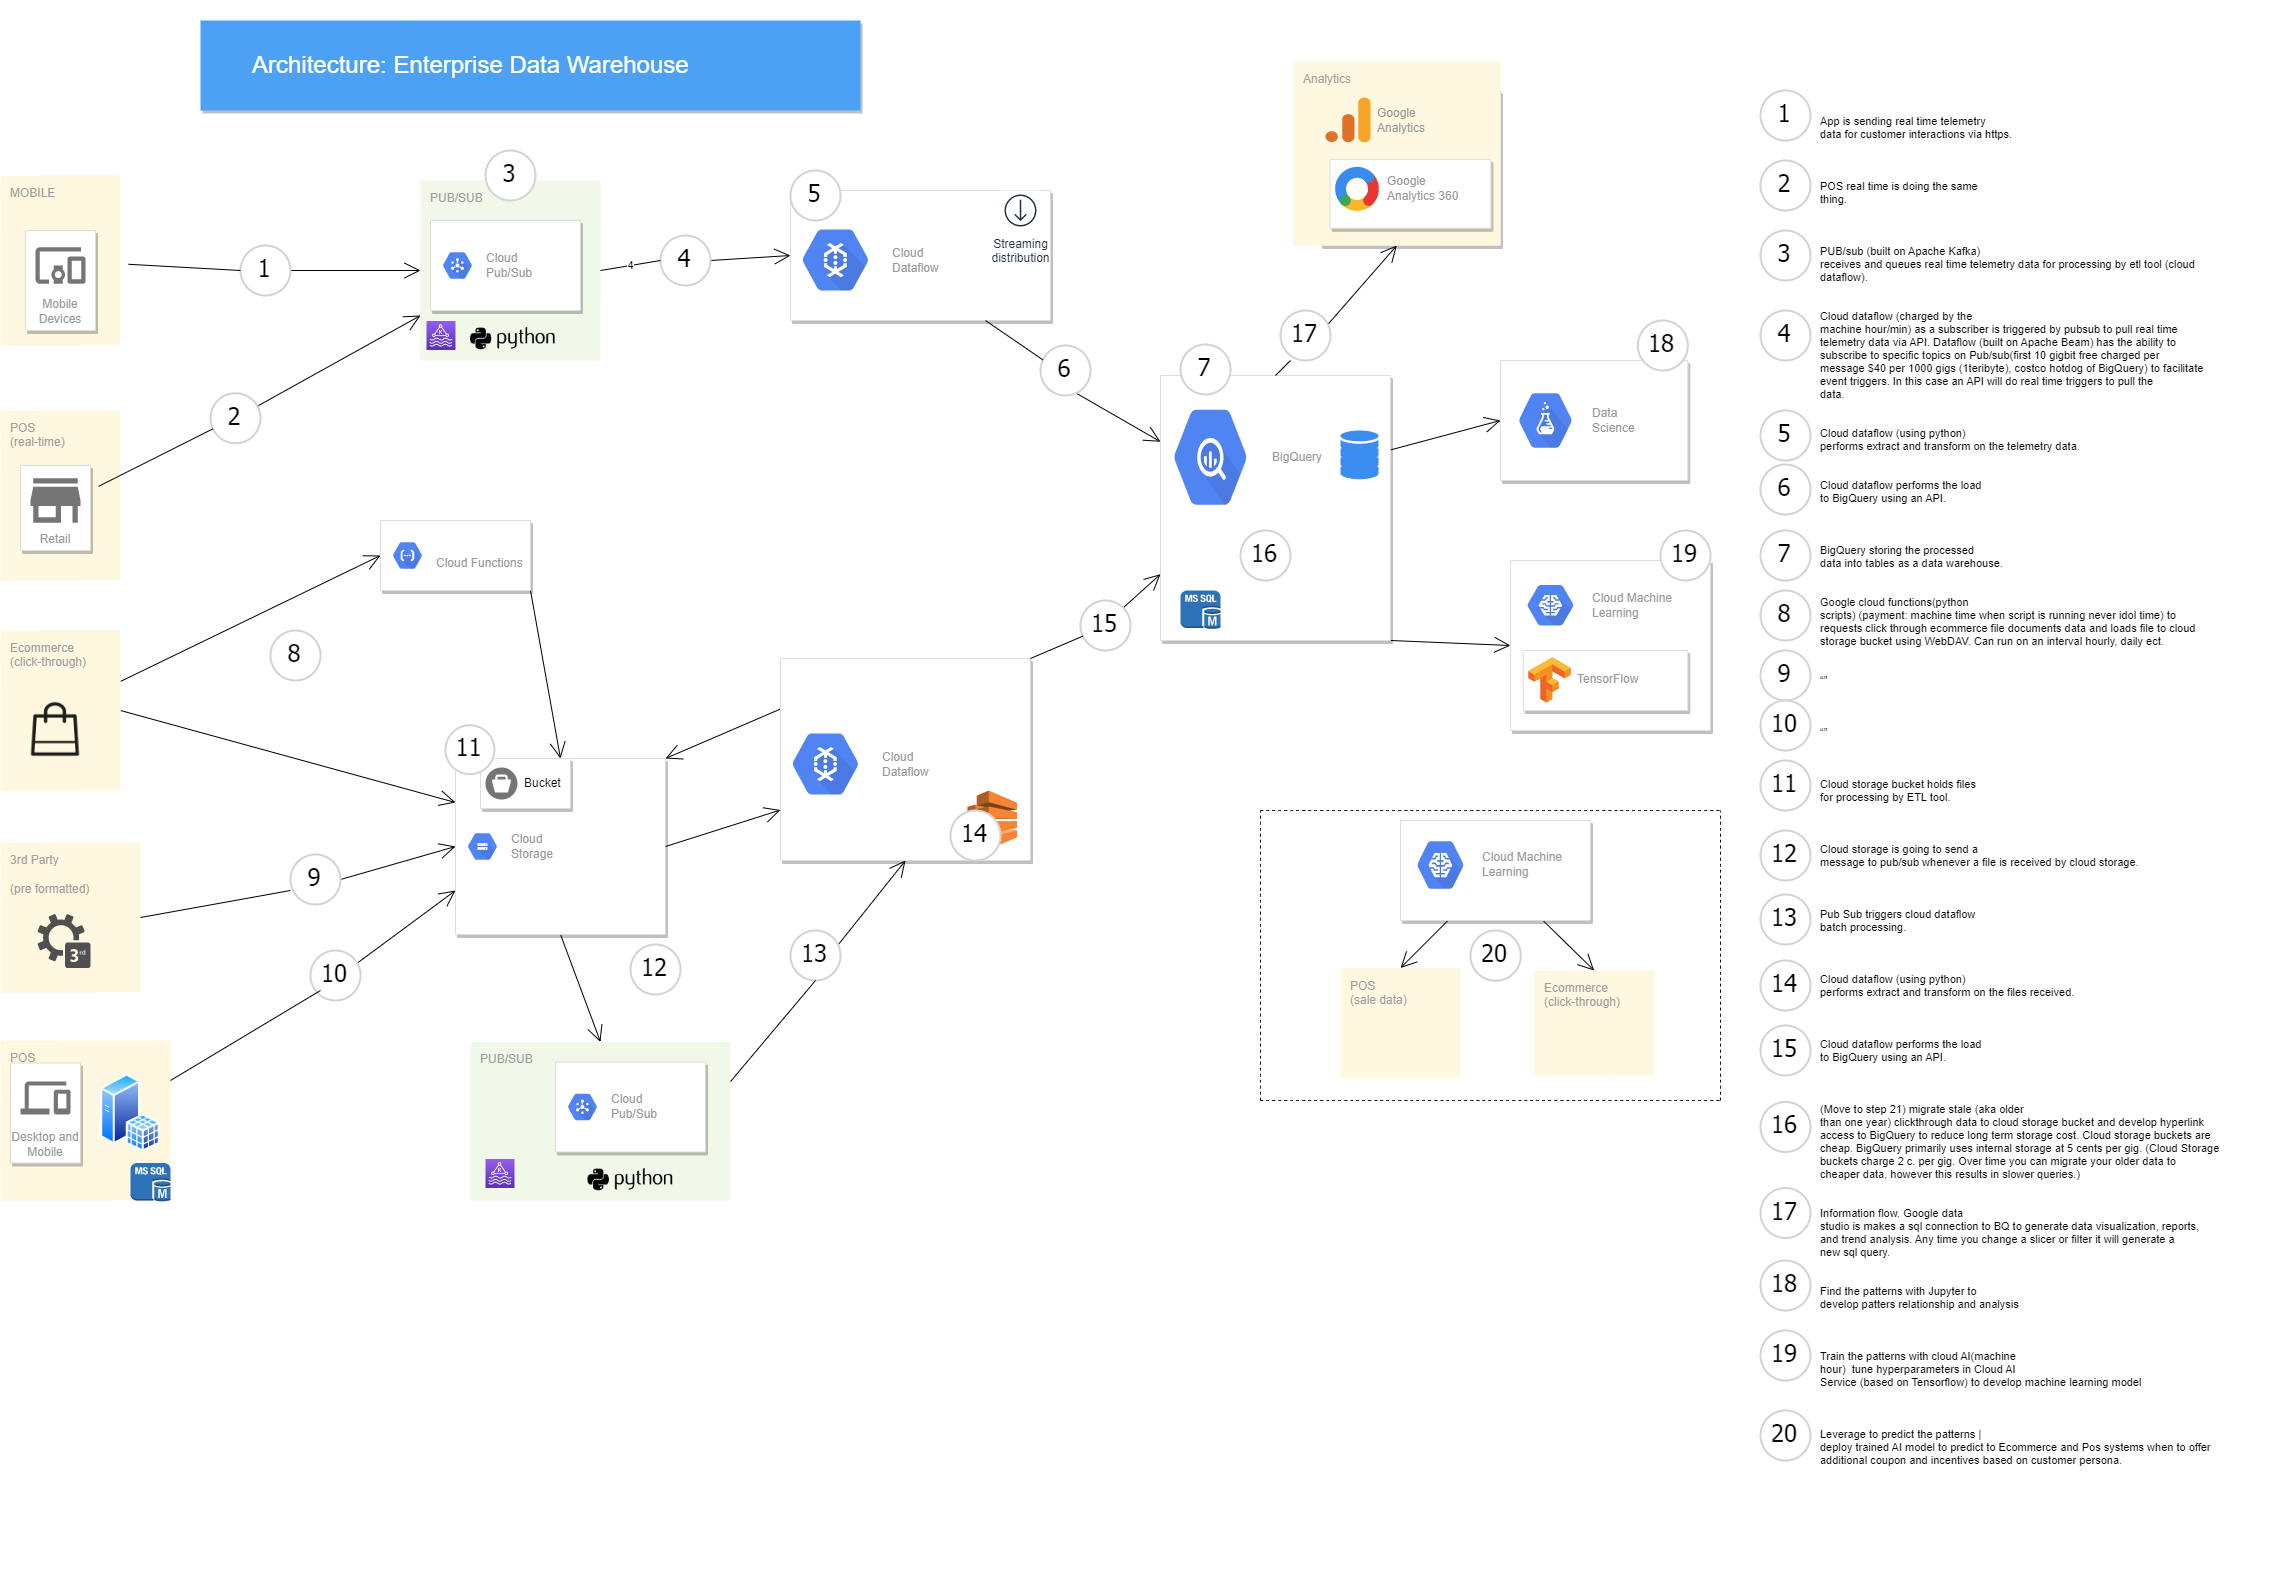 Architecture: Enterprise Data Warehouse
MOBILE
Mobile
Devices
1
3
PUB/SUB
Cloud
Pub/Sub
python
4
4
5
Cloud
Dataflow
Streaming
distribution
6
POS
(real-time)
Retail
2
Analytics
Google
Analytics
Google
Analytics 360
17
7
BigQuery
16
MS SQL
M
18
Data
Science
19
Cloud Machine
Learning
TensorFlow
Ecommerce
(click-through)
8
Cloud Functions
15
11
Bucket
Cloud
Storage
Cloud
Dataflow
14
3rd Party
(pre formatted)
3rd
9
10
12
13
POS
Desktop and
Mobile
MS SQL
M
PUB/SUB
Cloud
Pub/Sub
python
Cloud Machine
Learning
20
POS
(sale data)
Ecommerce
(click-through)
1
App is sending real time telemetry
data for customer interactions via https.
2
POS real time is doing the same
thing.
3
PUB/sub (built on Apache Kafka)
receives and queues real time telemetry data for processing by etl tool (cloud
dataflow).
4
Cloud dataflow (charged by the
machine hour/min) as a subscriber is triggered by pubsub to pull real time
telemetry data via API. Dataflow (built on Apache Beam) has the ability to
subscribe to specific topics on Pub/sub(first 10 gigbit free charged per
message $40 per 1000 gigs (1teribyte), costco hotdog of BigQuery) to facilitate
event triggers. In this case an API will do real time triggers to pull the
data.
5
Cloud dataflow (using python)
performs extract and transform on the telemetry data.
6
Cloud dataflow performs the load
to BigQuery using an API.
7
BigQuery storing the processed
data into tables as a data warehouse.
8
Google cloud functions(python
scripts) (payment: machine time when script is running never idol time) to
requests click through ecommerce file documents data and loads file to cloud
storage bucket using WebDAV. Can run on an interval hourly, daily ect.
9
“”
10
“”
11
Cloud storage bucket holds files
for processing by ETL tool.
12
Cloud storage is going to send a
message to pub/sub whenever a file is received by cloud storage.
13
Pub Sub triggers cloud dataflow
batch processing.
14
Cloud dataflow (using python)
performs extract and transform on the files received.
15
Cloud dataflow performs the load
to BigQuery using an API.
16
(Move to step 21) migrate stale (aka older
than one year) clickthrough data to cloud storage bucket and develop hyperlink
access to BigQuery to reduce long term storage cost. Cloud storage buckets are
cheap. BigQuery primarily uses internal storage at 5 cents per gig. (Cloud Storage
buckets charge 2 c. per gig. Over time you can migrate your older data to
cheaper data, however this results in slower queries.)
17
Information flow. Google data
studio is makes a sql connection to BQ to generate data visualization, reports,
and trend analysis. Any time you change a slicer or filter it will generate a
new sql query.
18
Find the patterns with Jupyter to
develop patters relationship and analysis
19
Train the patterns with cloud AI(machine
hour)  tune hyperparameters in Cloud AI
Service (based on Tensorflow) to develop machine learning model
20
Leverage to predict the patterns |
deploy trained AI model to predict to Ecommerce and Pos systems when to offer
additional coupon and incentives based on customer persona.